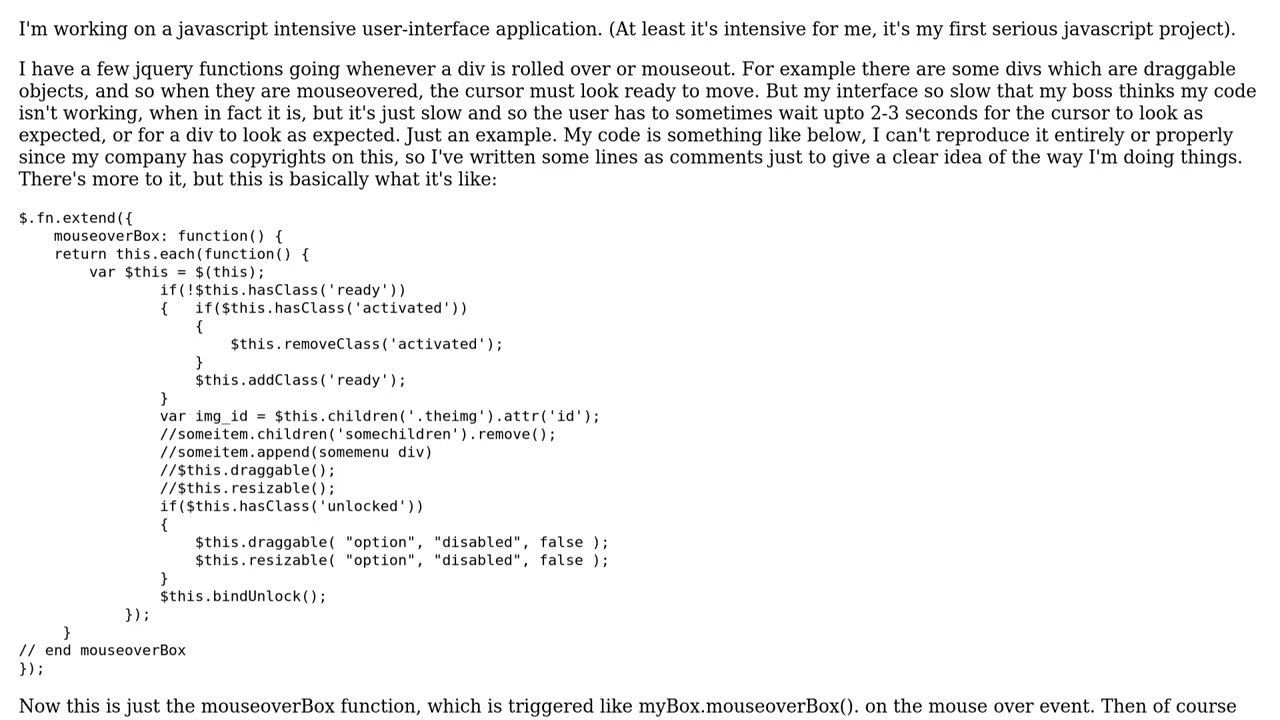 I'm working on a javascript intensive user-interface application. (At least it's intensive for me, it's my first serious javascript project).
I have a few jquery functions going whenever a div is rolled over or mouseout. For example there are some divs which are draggable
objects, and so when they are mouseovered, the cursor must look ready to move. But my interface so slow that my boss thinks my code
isn't working, when in fact it is, but it's just slow and so the user has to sometimes wait upto 2-3 seconds for the cursor to look as
expected, or for a div to look as expected. Just an example. My code is something like below, I can't reproduce it entirely or properly
since my company has copyrights on this, so I've written some lines as comments just to give a clear idea of the way I'm doing things.
There's more to it, but this is basically what it's like:
$.fn.extend({
    mouseoverBox: function() {
    return this.each(function() {
        var $this = $(this);
                if(!$this.hasClass('ready'))
                {   if($this.hasClass('activated'))
                    {
                        $this.removeClass('activated');
                    }
                    $this.addClass('ready');
                }
                var img_id = $this.children('.theimg').attr('id');
                //someitem.children('somechildren').remove();
                //someitem.append(somemenu div)
                //$this.draggable();
                //$this.resizable();
                if($this.hasClass('unlocked'))
                {
                    $this.draggable( "option", "disabled", false );
                    $this.resizable( "option", "disabled", false );
                }
                $this.bindUnlock();
            });
     }
// end mouseoverBox
});
Now this is just the mouseoverBox function, which is triggered like myBox.mouseoverBox(). on the mouse over event. Then of course